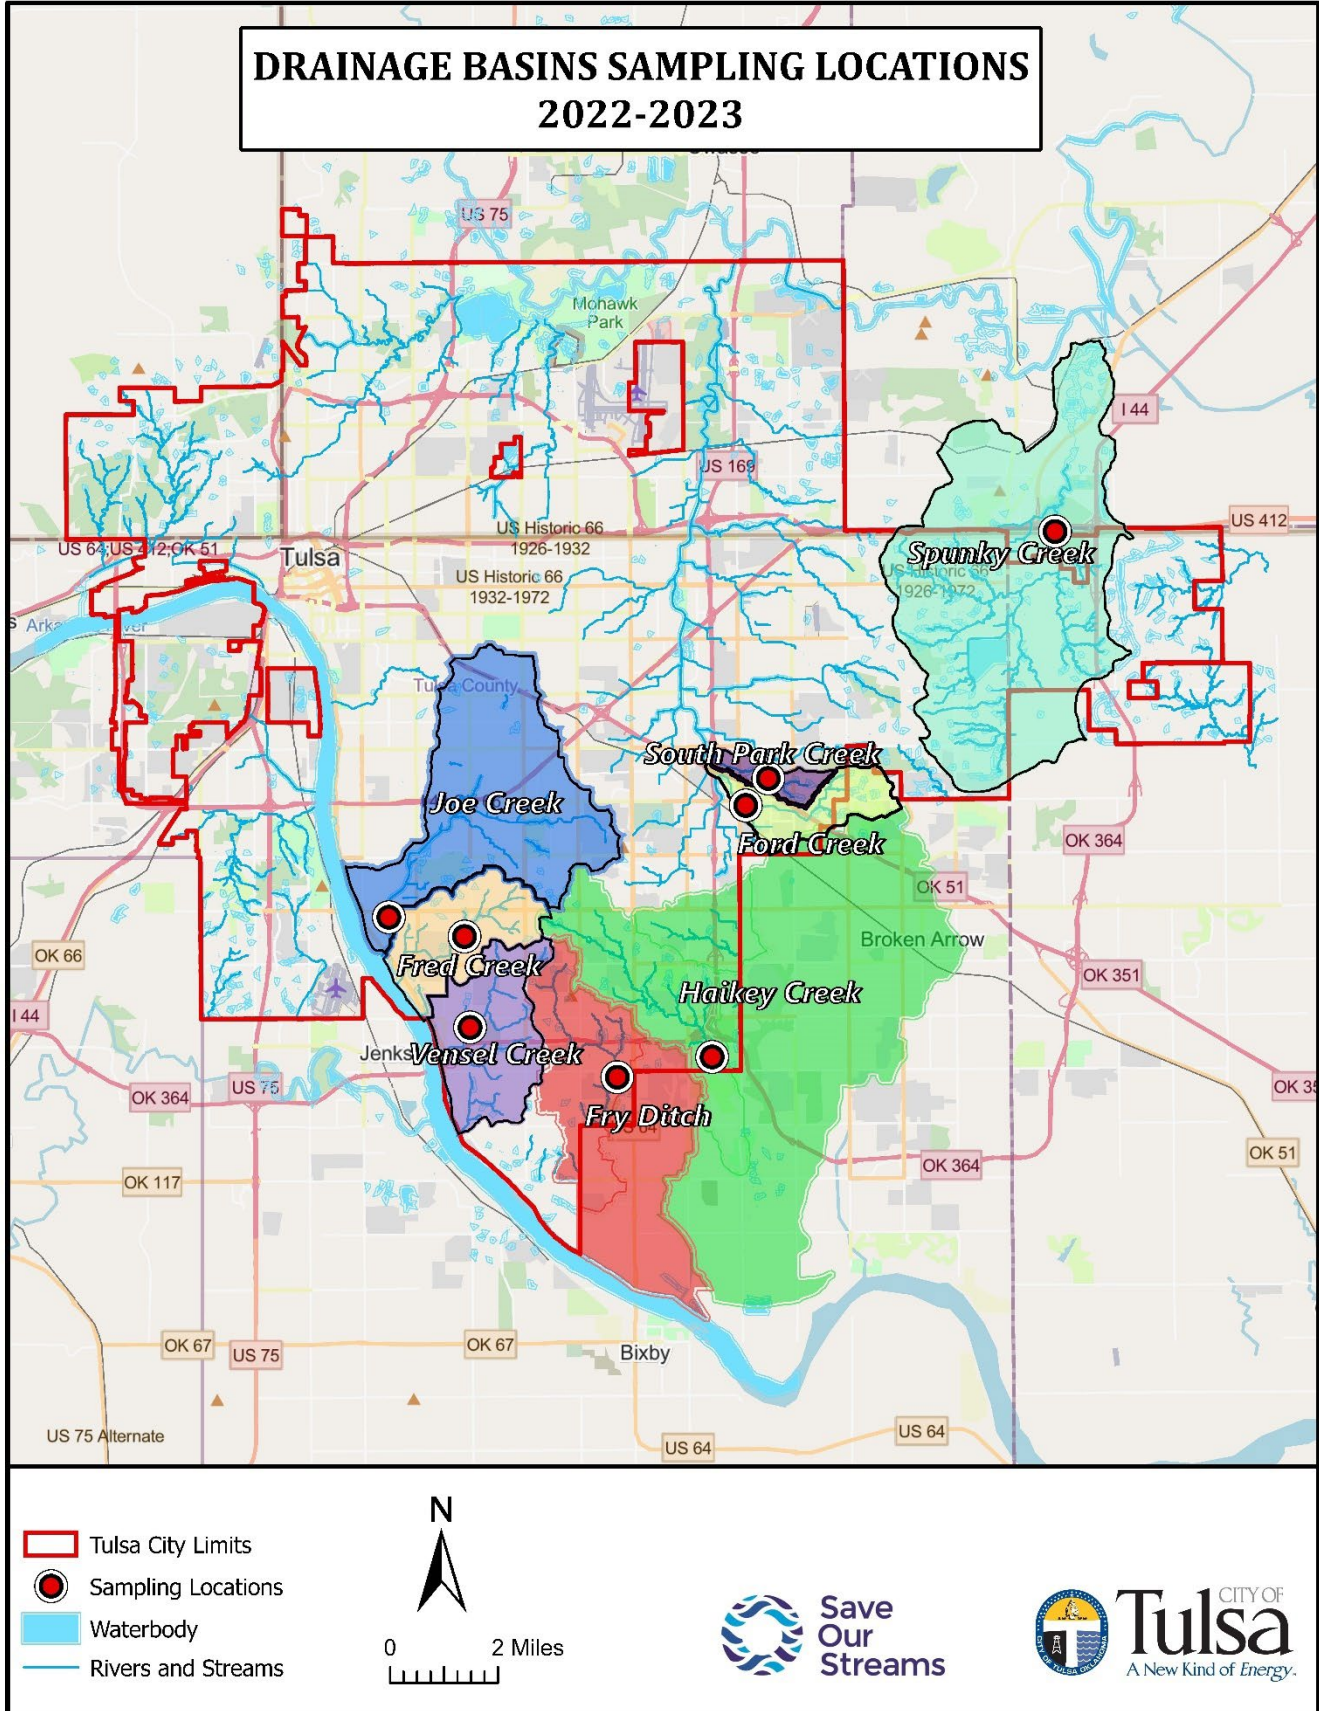 DRAINAGE BASINS SAMPLING LOCATIONS
2022-2023
US 75
Mohawk
Park
I 44
US 169
US 412
US Historic 66
1926-1932
US 64;US 412;OK 51
Tulsa
Spunky Creek
US Historic 66
1932-1972
US Historic 66
1926-1972
Tulsa County
South Park Creek
Joe Creek
Ford Creek
OK 364
OK 51
Broken Arrow
OK 66
Fred Creek
OK 351
Haikey Creek
I 44
Jenks
Vensel Creek
US 75
OK 364
Fry Ditch
US 64
OK 51
OK 364
OK 117
OK 67
US 75
OK 67
Bixby
US 75 Alternate
US 64
US 64
N
Tulsa City Limits
Sampling Locations
Waterbody
Rivers and Streams
0 2 Miles
Save
Our
Streams
CITY OF TULSA OKLAHOMA
CITY OF
Tulsa
A New Kind of Energy.